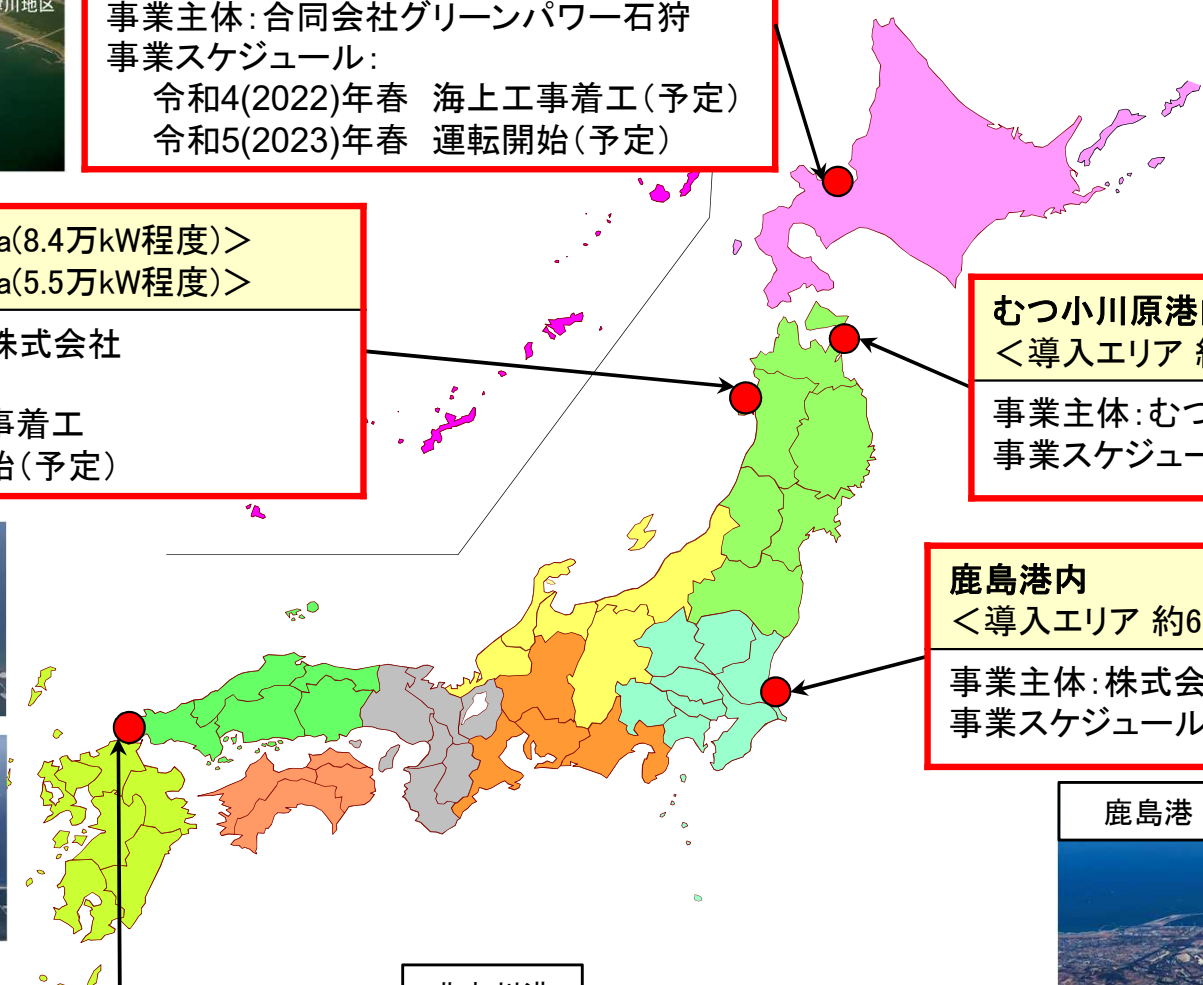 川地区
事業主体:合同会社グリーンパワー石狩
事業スケジュール:
令和4(2022)年春 海上工事着工(予定)
令和5(2023)年春 運転開始(予定)
a(8.4万kW程度)>
a(5.5万kW程度)>
株式会社
事着工
始(予定)
むつ小川原港
<導入エリア
事業主体:むつ
事業スケジュー
鹿島港内
<導入エリア 約6
事業主体:株式会
事業スケジュール
鹿島港